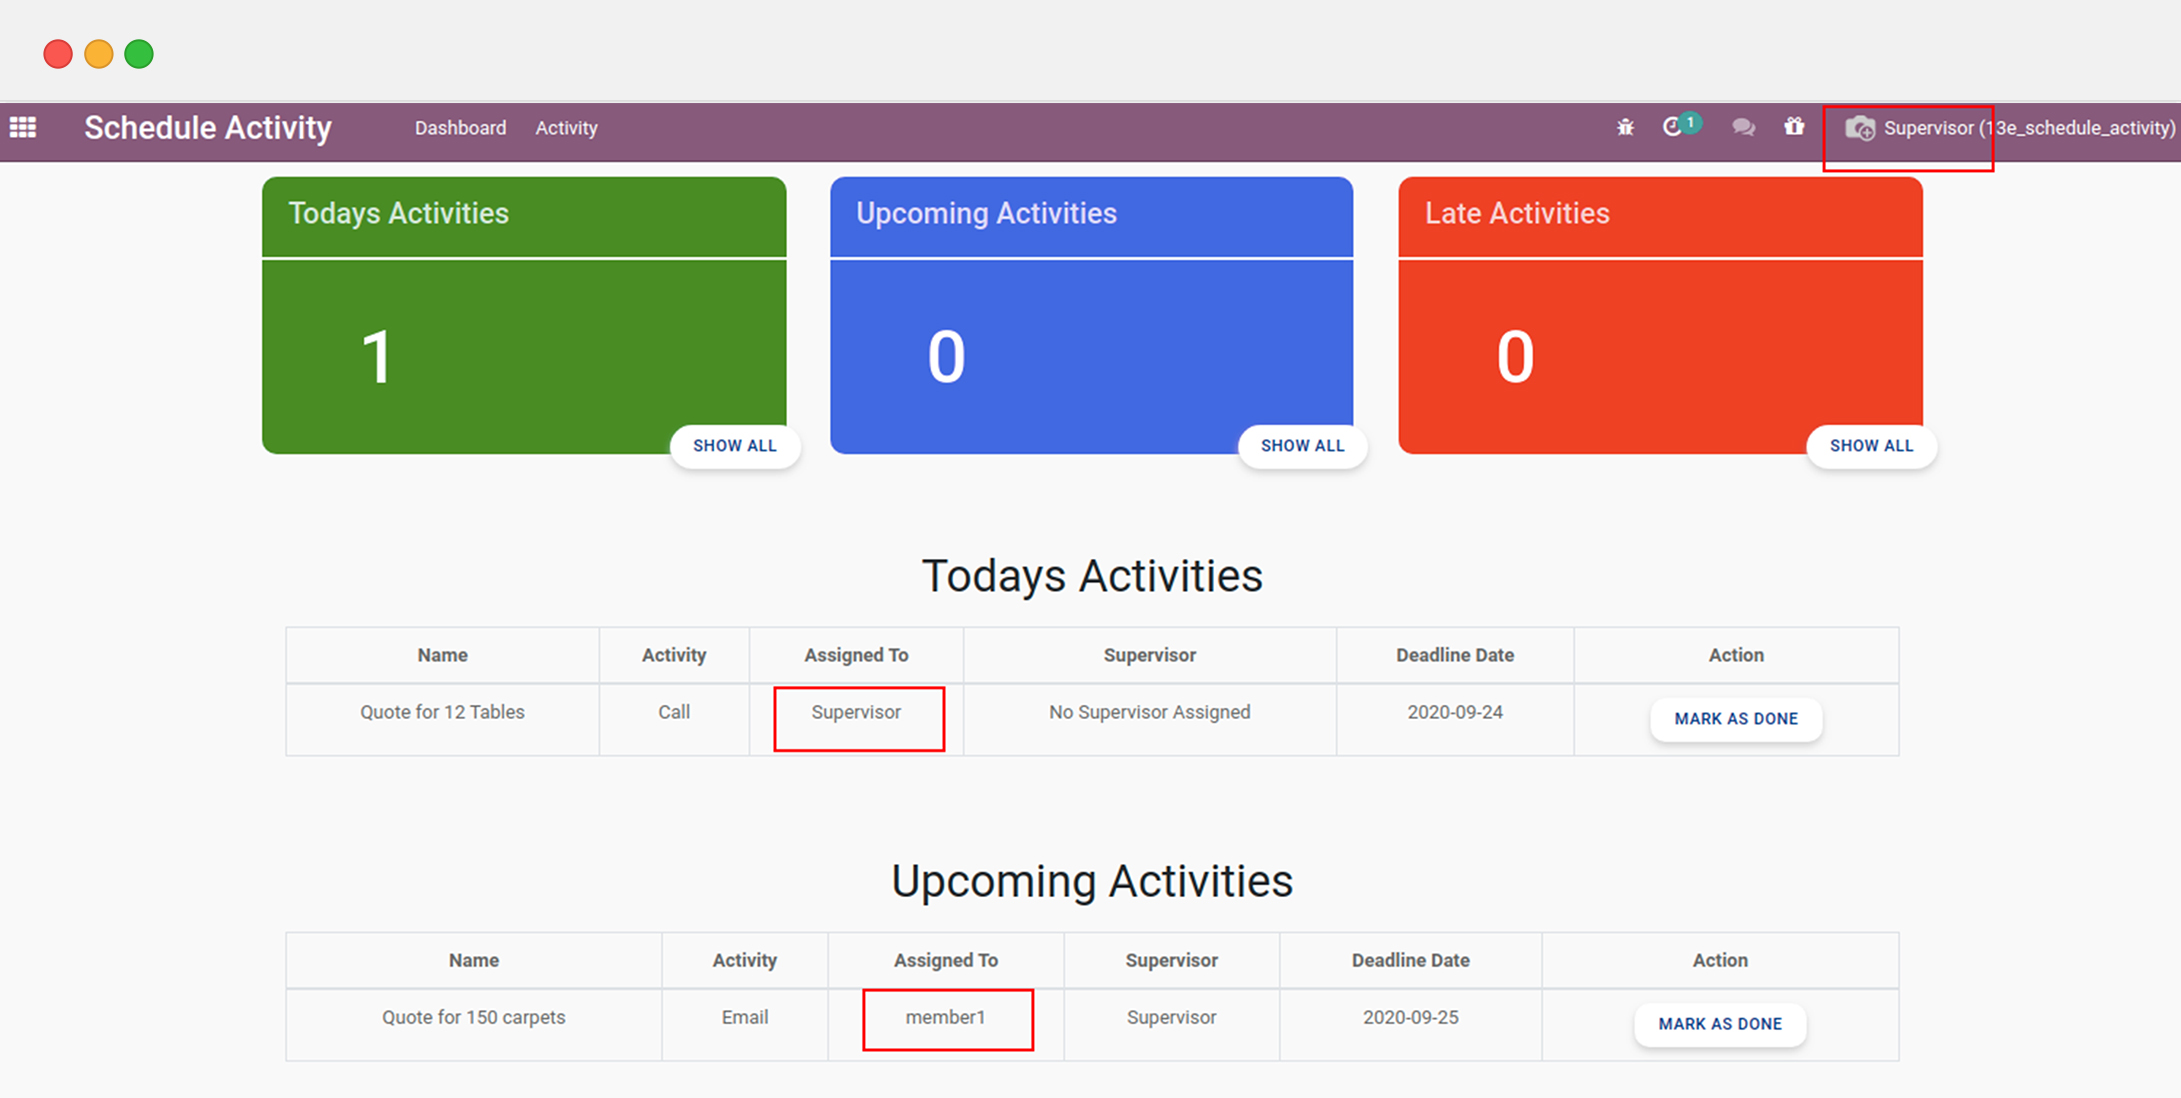 Schedule Activity Dashboard Activity 1 Supervisor (13e_schedule_activity)
Todays Activities Upcoming Activities Late Activities
1 0 0
SHOW ALL SHOW ALL SHOW ALL
Todays Activities
Name Activity Assigned To Supervisor Deadline Date Action
Quote for 12 Tables Call Supervisor No Supervisor Assigned 2020-09-24 MARK AS DONE
Upcoming Activities
Name Activity Assigned To Supervisor Deadline Date Action
Quote for 150 carpets Email member1 Supervisor 2020-09-25 MARK AS DONE